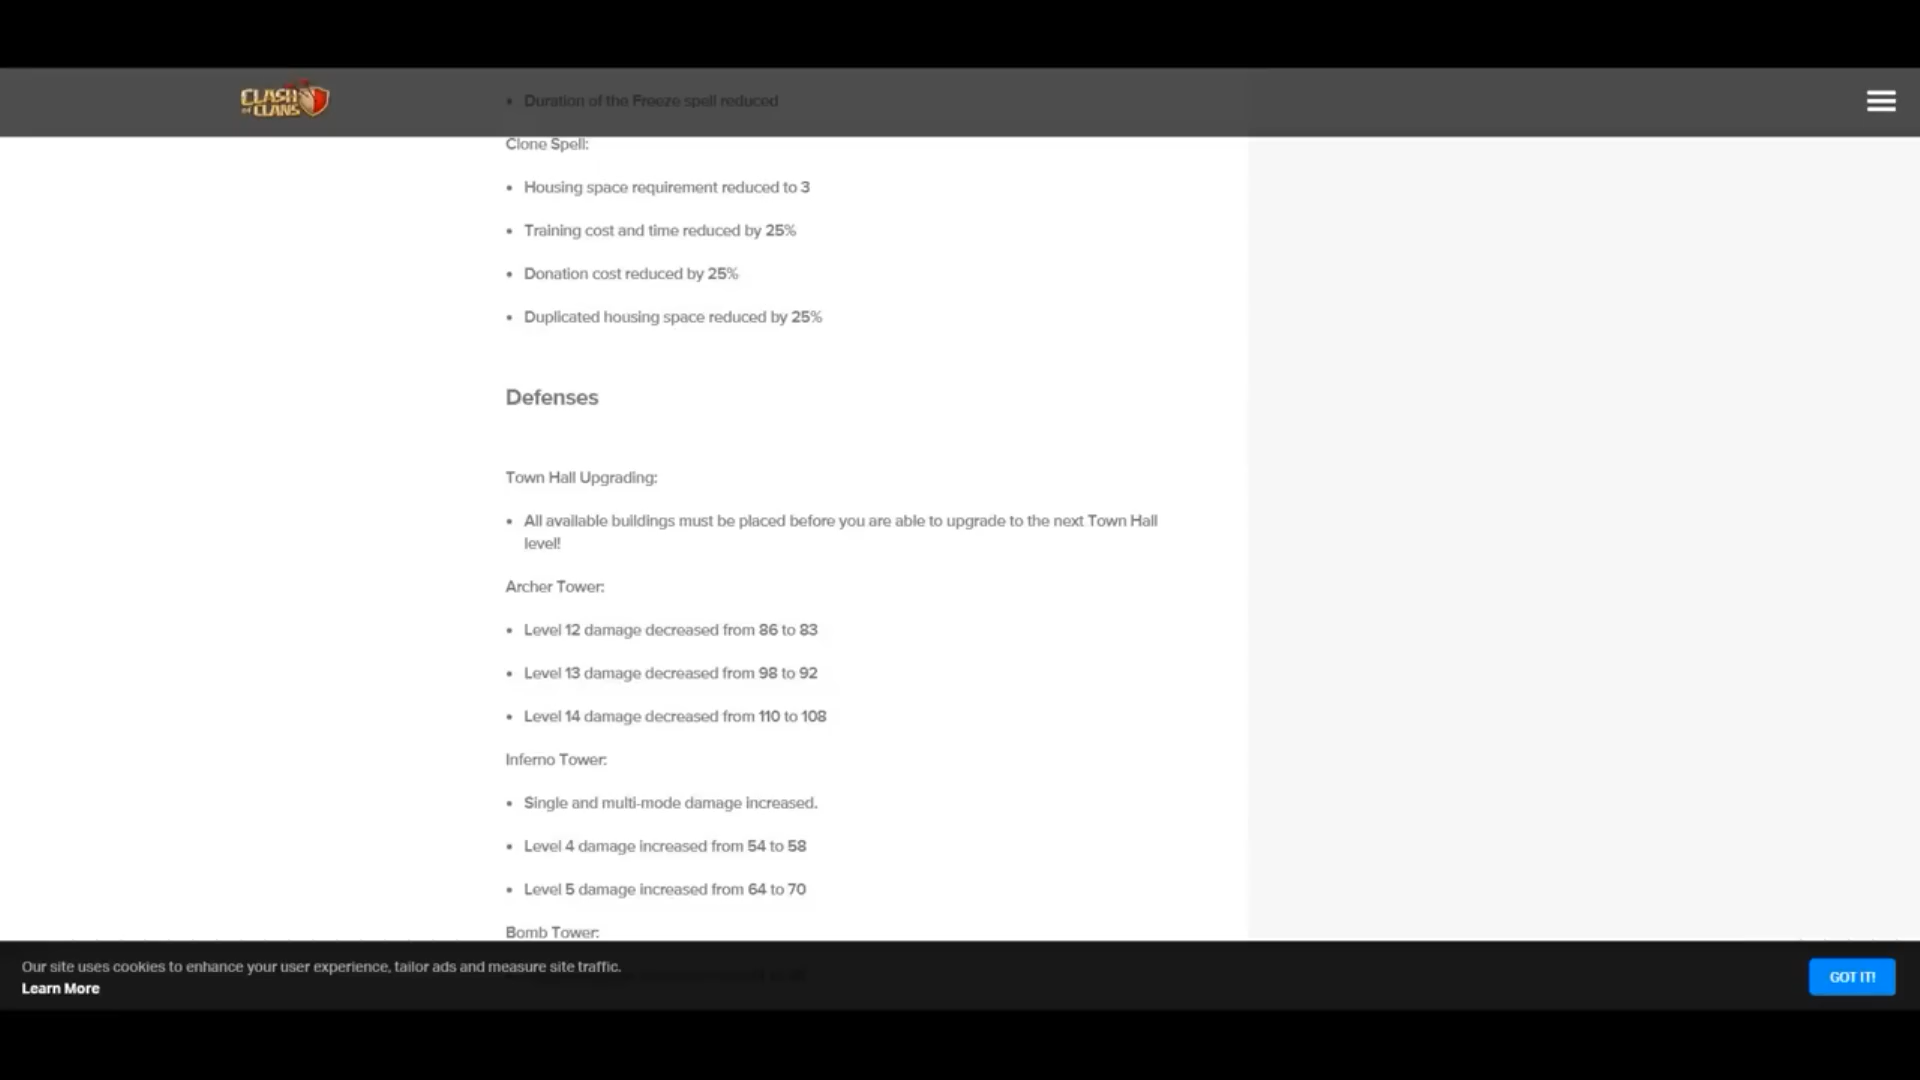 CLASH
OF CLANS
• Duration of the Freeze spell reduced
Clone Spell:
• Housing space requirement reduced to 3
• Training cost and time reduced by 25%
• Donation cost reduced by 25%
• Duplicated housing space reduced by 25%
Defenses
Town Hall Upgrading:
• All available buildings must be placed before you are able to upgrade to the next Town Hall
level!
Archer Tower:
• Level 12 damage decreased from 86 to 83
• Level 13 damage decreased from 98 to 92
• Level 14 damage decreased from 110 to 108
Inferno Tower:
• Single and multi-mode damage increased.
• Level 4 damage increased from 54 to 58
• Level 5 damage increased from 64 to 70
Bomb Tower:
Our site uses cookies to enhance your user experience, tailor ads and measure site traffic.
Learn More
GOT IT!